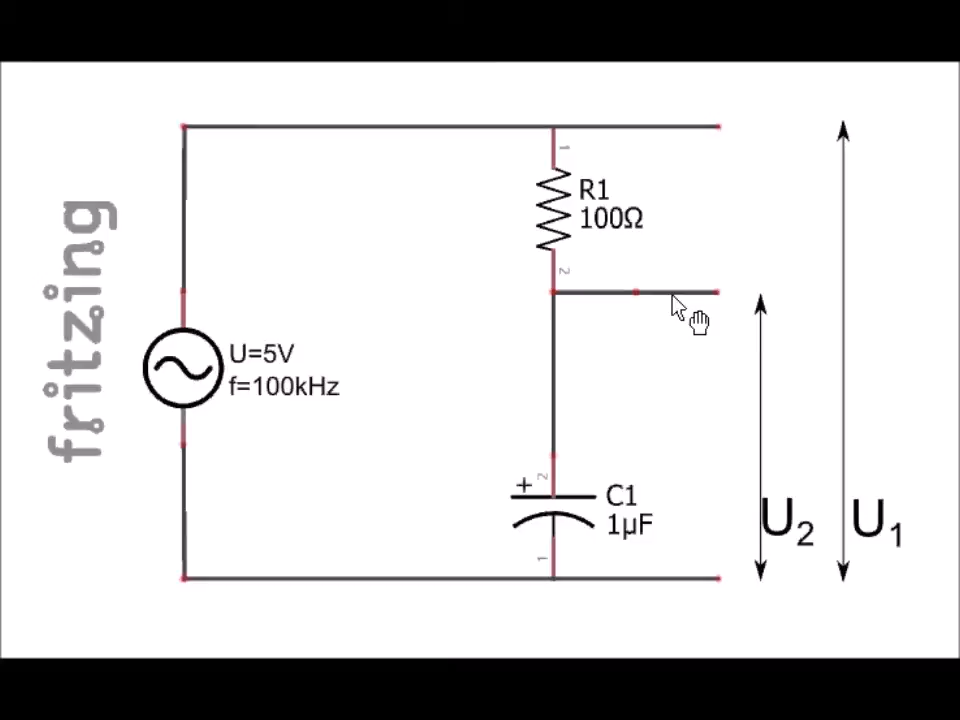 fritzing
1
R1
100Ω
2
U=5V
f=100kHz
2
+
C1
1µF
1
U2
U1